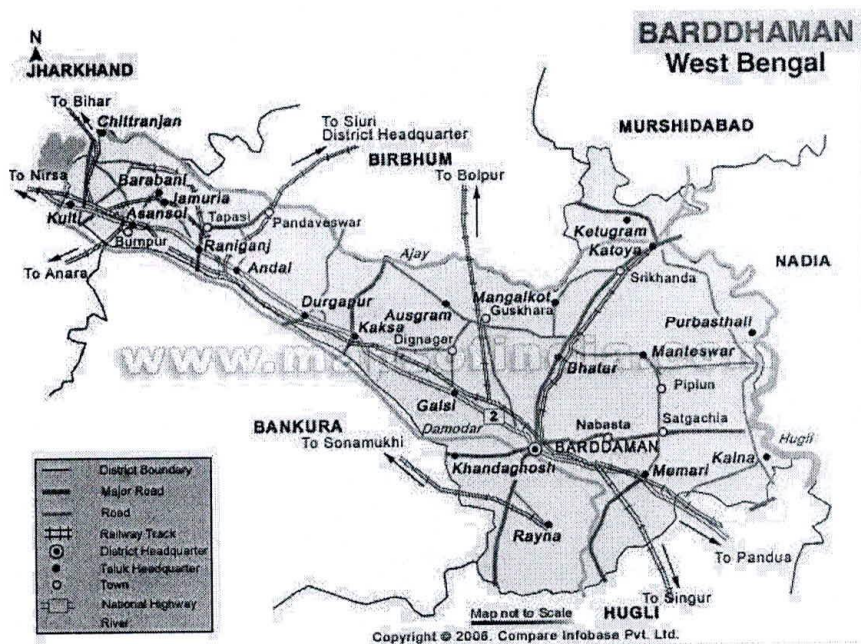 BARDDHAMAN
West Bengal
N
JHARKHAND
To Bihar
Chittranjan
To Siuri
District Headquarter
MURSHIDABAD
BIRBHUM
To Bolpur
To Nirsa
Barabani
Jamuria
Kulti
Asansol
Tapasi
Pandaveswar
Burnpur
Raniganj
Ketugram
Katoya
To Anara
Andal
Ajay
Srikhanda
NADIA
Durgapur
Ausgram
Mangalkot
Guskhara
Purbasthali
Kaksa
Dignagar
Bhatar
Manteswar
www.mapsofindia.com
Piplun
Galsi
2
Nabasta
Satgachia
BANKURA
Damodar
Hugli
To Sonamukhi
BARDDAMAN
Khandaghosh
Memari
Kalna
District Boundary
Major Road
Road
Railway Track
District Headquarter
Taluk Headquarter
Town
National Highway
River
Rayna
To Pandua
To Singur
Map not to Scale
HUGLI
Copyright © 2006. Compare Infobase Pvt. Ltd.